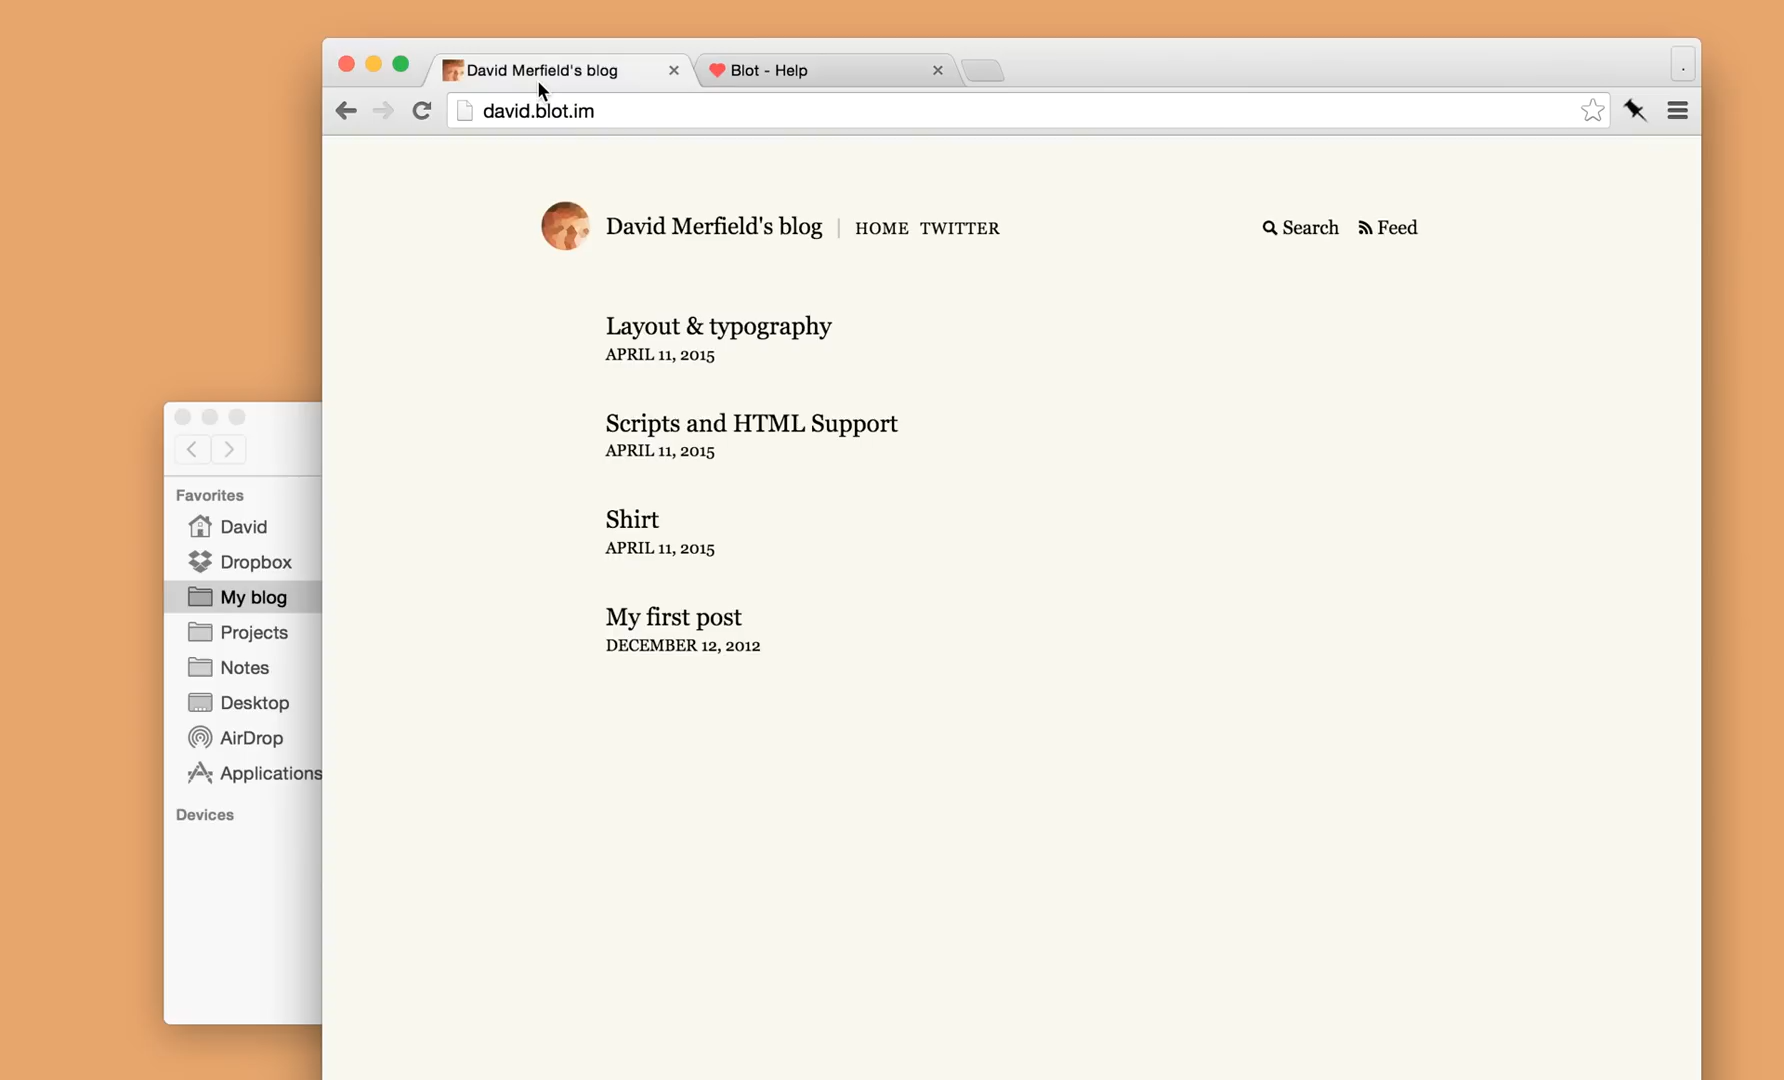 David Merfield's blog
Blot - Help
.
david.blot.im
David Merfield's blog | HOME TWITTER
Search
Feed
Layout & typography
APRIL 11, 2015
Scripts and HTML Support
APRIL 11, 2015
Shirt
APRIL 11, 2015
My first post
DECEMBER 12, 2012
Favorites
David
Dropbox
My blog
Projects
Notes
Desktop
AirDrop
Applications
Devices